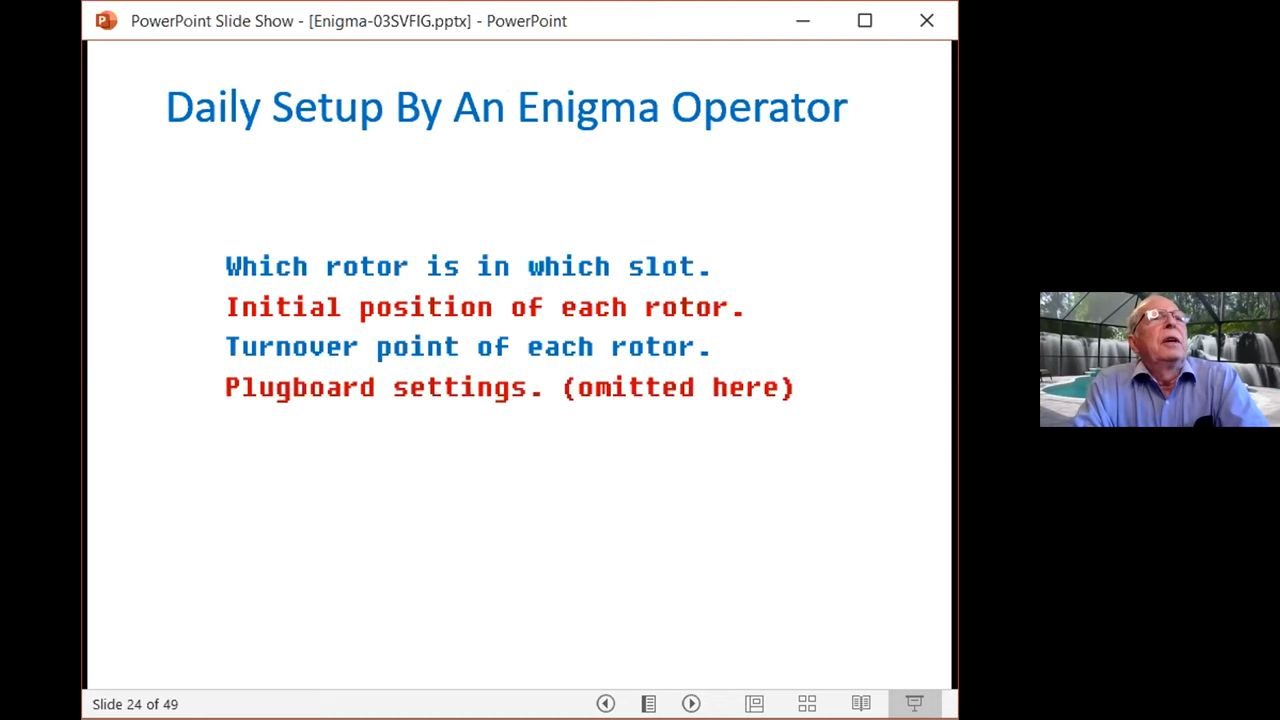 PowerPoint Slide Show - [Enigma-03SVFIG.pptx] - PowerPoint
Daily Setup By An Enigma Operator
Which rotor is in which slot.
Initial position of each rotor.
Turnover point of each rotor.
Plugboard settings. (omitted here)
Slide 24 of 49